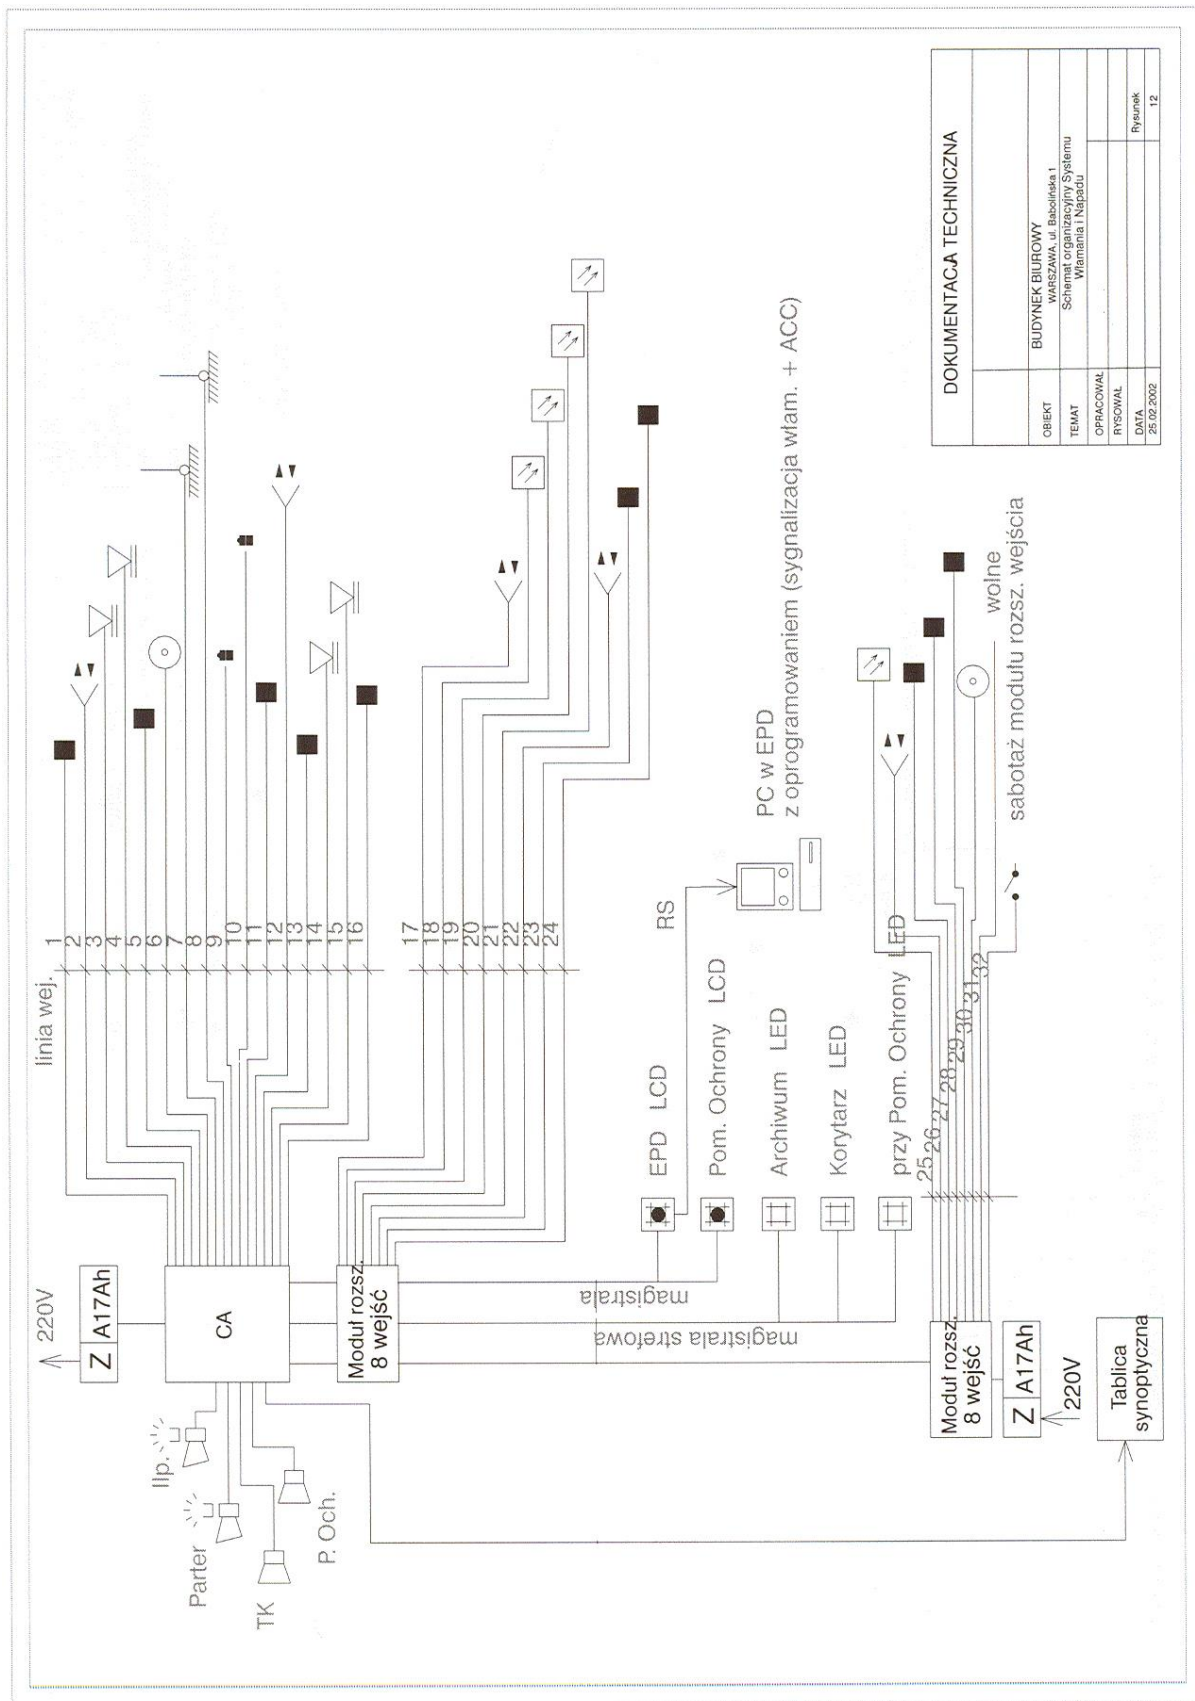 220V
Z
A17Ah
CA
IIp.
Parter
TK
P. Och.
linia wej.
1
2
3
4
5
6
7
8
9
10
11
12
13
14
15
16
Moduł rozsz.
8 wejść
17
18
19
20
21
22
23
24
magistrala
magistrala strefowa
EPD LCD
Pom. Ochrony LCD
Archiwum LED
Korytarz LED
przy Pom. Ochrony LED
RS
PC w EPD
z oprogramowaniem (sygnalizacja włam. + ACC)
Moduł rozsz.
8 wejść
Z
A17Ah
220V
25
26
27
28
29
30
31
32
wolne
sabotaż modułu rozsz. wejścia
Tablica
synoptyczna
DOKUMENTACJA TECHNICZNA
OBIEKT
BUDYNEK BIUROWY
WARSZAWA, ul. Babolińska 1
TEMAT
Schemat organizacyjny Systemu
Włamania i Napadu
OPRACOWAŁ
RYSOWAŁ
DATA
Rysunek
25.02.2002
12